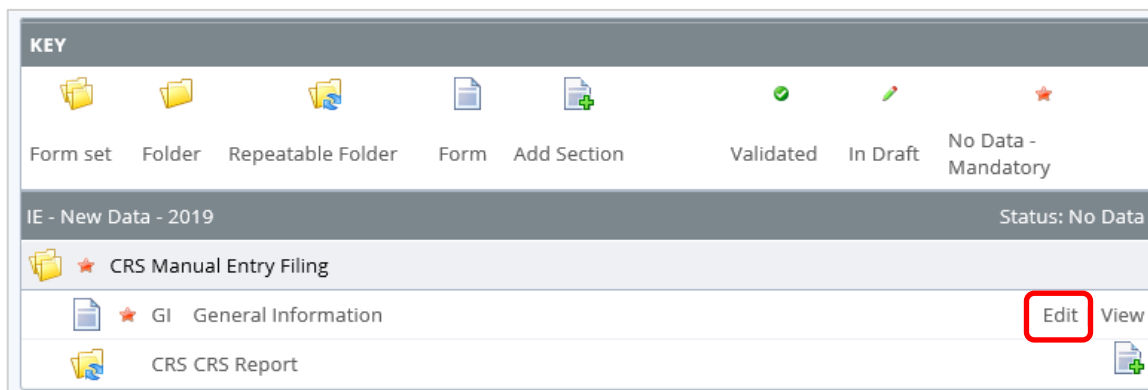 KEY
Form set Folder Repeatable Folder Form Add Section Validated In Draft No Data -
Mandatory
IE - New Data - 2019 Status: No Data
CRS Manual Entry Filing
GI General Information Edit View
CRS CRS Report